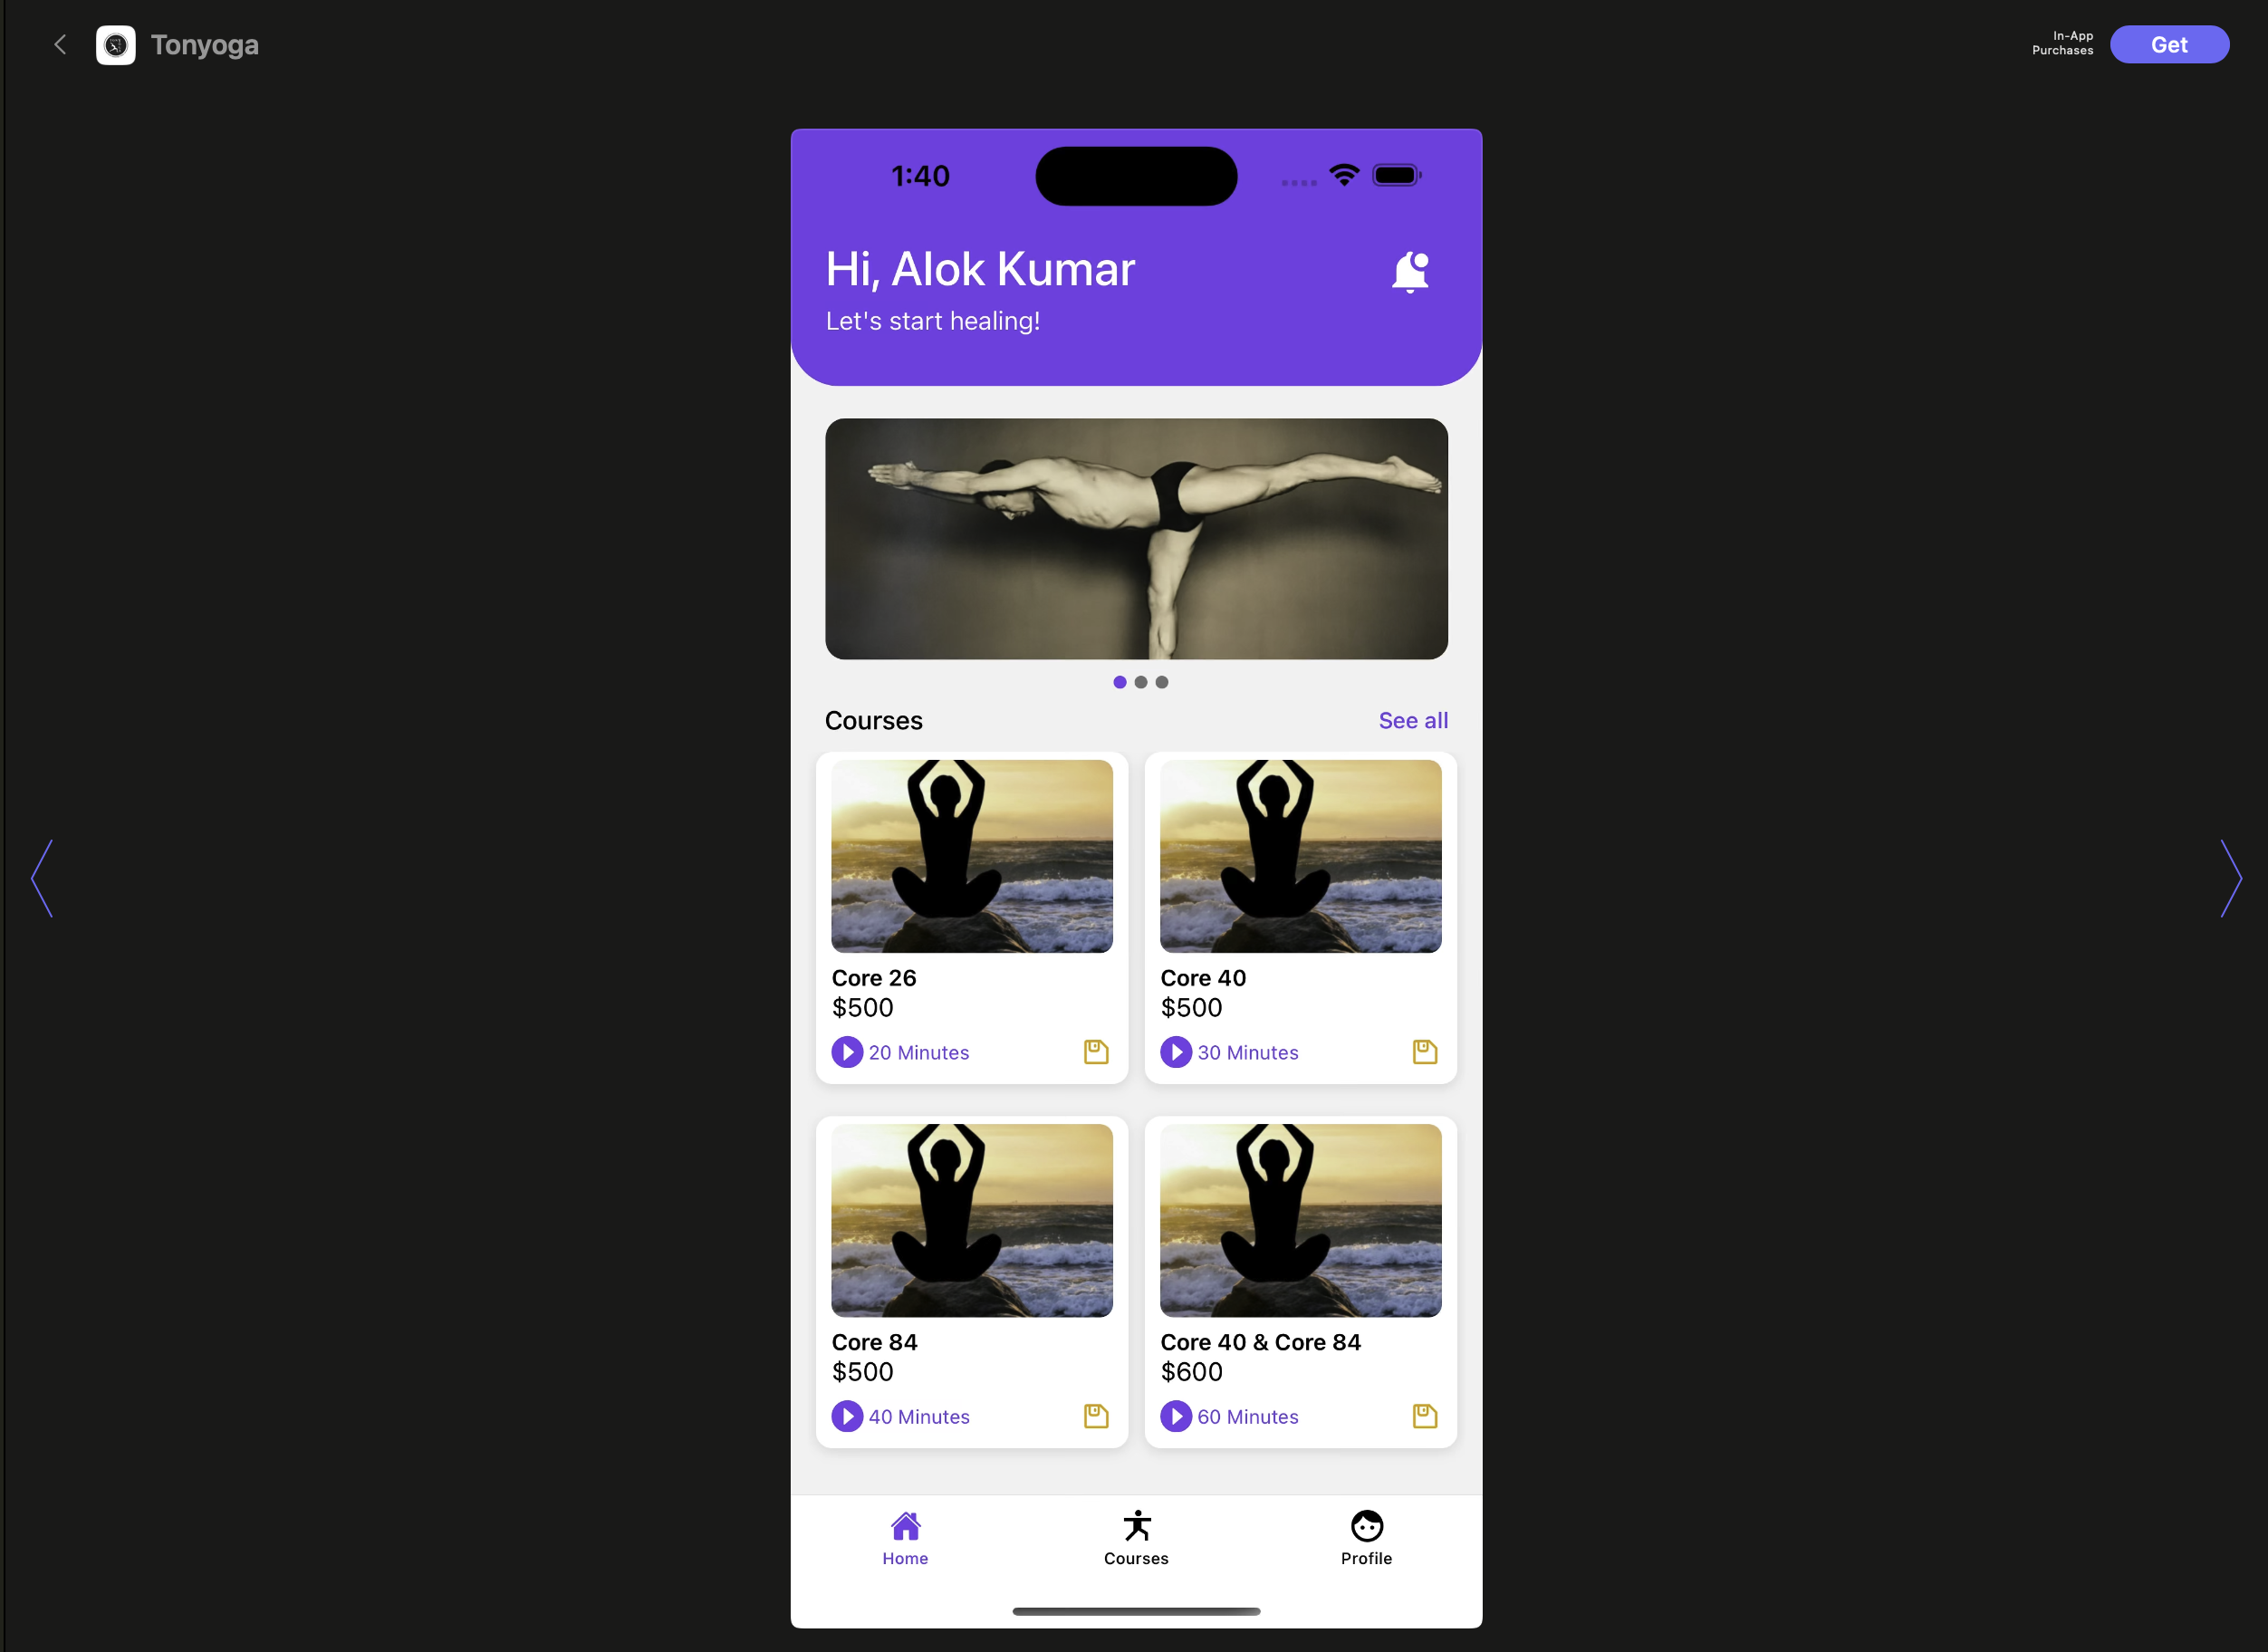 Tonyoga
In-App
Purchases
Get
1:40
Hi, Alok Kumar
Let's start healing!
Courses
See all
Core 26
$500
20 Minutes
Core 40
$500
30 Minutes
Core 84
$500
40 Minutes
Core 40 & Core 84
$600
60 Minutes
Home
Courses
Profile